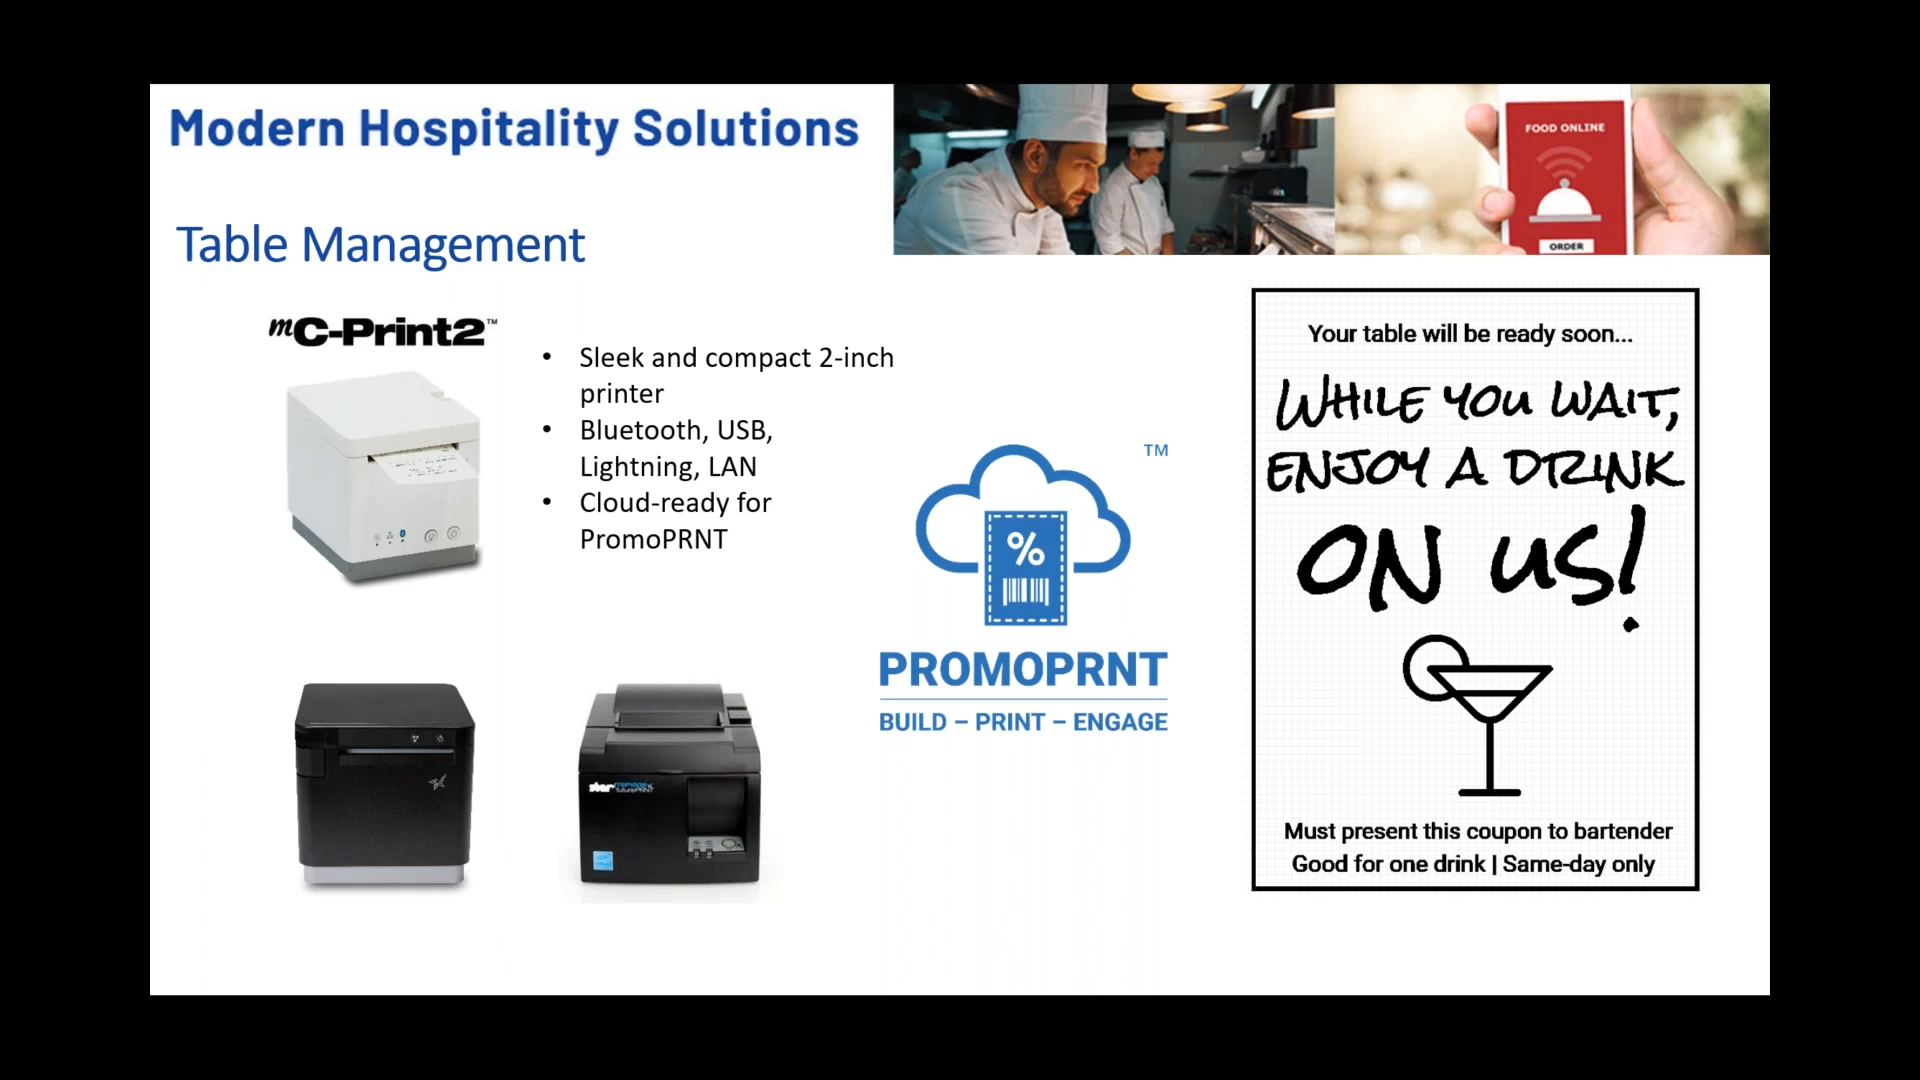 Modern Hospitality Solutions
FOOD ONLINE
ORDER
Table Management
mC-Print2™
• Sleek and compact 2-inch
printer
• Bluetooth, USB,
Lightning, LAN
• Cloud-ready for
PromoPRNT
TM
%
PROMOPRNT
BUILD – PRINT – ENGAGE
star
futurePRNT
Your table will be ready soon...
WHILE YOU WAIT,
ENJOY A DRINK
ON US!
Must present this coupon to bartender
Good for one drink | Same-day only